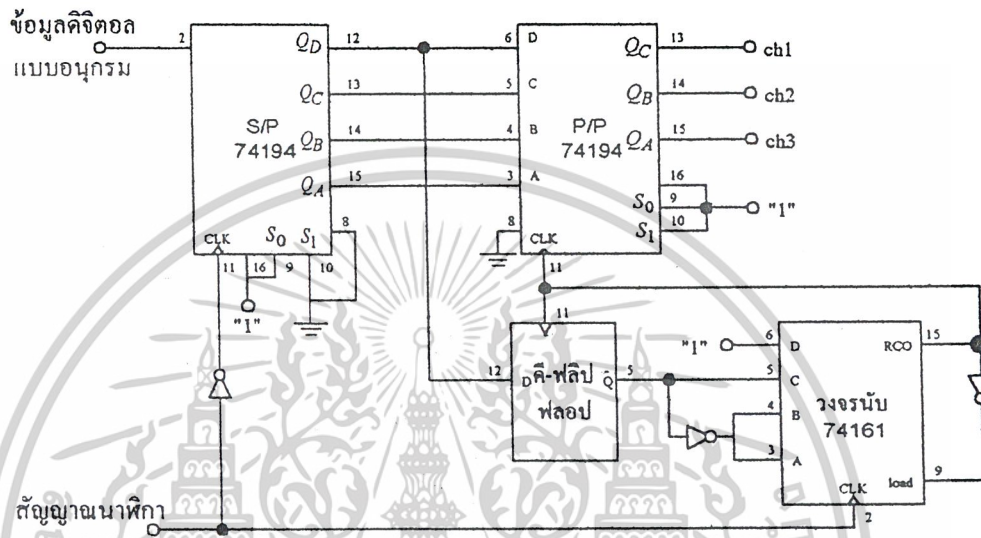 ข้อมูลดิจิตอล
แบบอนุกรม
2
Q_D 12
Q_C 13
S/P
74194
Q_B 14
Q_A 15
CLK S_0 S_1 8
11 16 9 10
"1"
6 D Q_C 13 ch1
5 C Q_B 14 ch2
P/P
74194
4 B Q_A 15 ch3
3 A 16
S_0 9 "1"
S_1 10
8 CLK
11
11
12 D ดี-ฟลิป Q 5
ฟลอป
"1" 6 D RCO 15
5 C
4 B วงจรนับ
74161
3 A
load 9
CLK
2
สัญญาณนาฬิกา